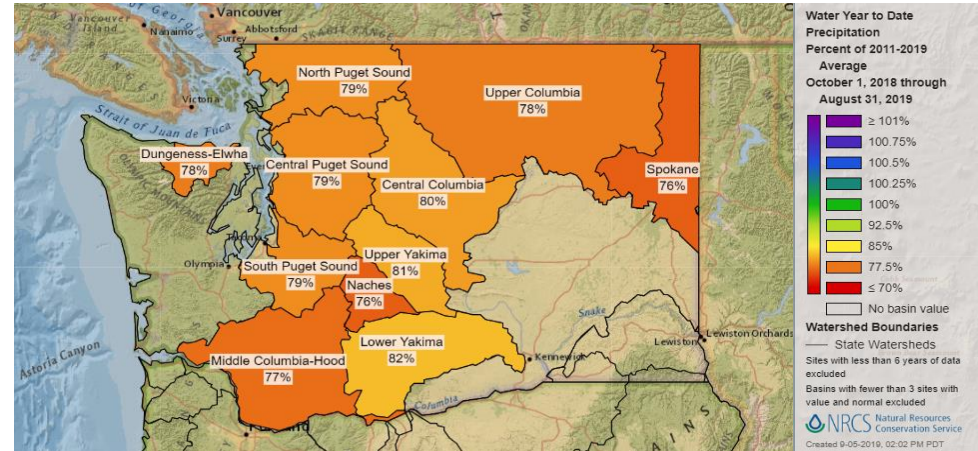 Vancouver
Island
Vancouver
Nanaimo
Abbotsford
Surrey
SKAGIT RANGE
Victoria
Strait of Juan de Fuca
North Puget Sound
79%
Upper Columbia
78%
Dungeness-Elwha
78%
Central Puget Sound
79%
Spokane
76%
Central Columbia
80%
Olympia
South Puget Sound
79%
Upper Yakima
81%
Naches
76%
Snake
Lewiston Orchards
Lewiston
Astoria Canyon
Middle Columbia-Hood
77%
Lower Yakima
82%
Kennewick
Columbia
Water Year to Date
Precipitation
Percent of 2011-2019
Average
October 1, 2018 through
August 31, 2019
≥ 101%
100.75%
100.5%
100.25%
100%
92.5%
85%
77.5%
≤ 70%
No basin value
Watershed Boundaries
State Watersheds
Sites with less than 6 years of data
excluded
Basins with fewer than 3 sites with
value and normal excluded
NRCS Natural Resources
Conservation Service
Created 9-05-2019, 02:02 PM PDT